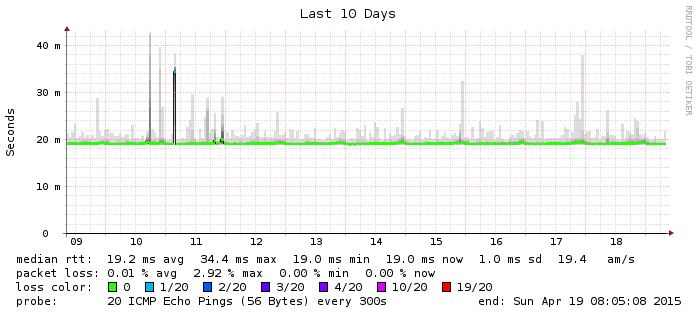 Last 10 Days
RRDTOOL / TOBI OETIKER
Seconds
40 m
30 m
20 m
10 m
0
09 10 11 12 13 14 15 16 17 18
median rtt: 19.2 ms avg 34.4 ms max 19.0 ms min 19.0 ms now 1.0 ms sd 19.4 am/s
packet loss: 0.01 % avg 2.92 % max 0.00 % min 0.00 % now
loss color: 0 1/20 2/20 3/20 4/20 10/20 19/20
probe: 20 ICMP Echo Pings (56 Bytes) every 300s end: Sun Apr 19 08:05:08 2015